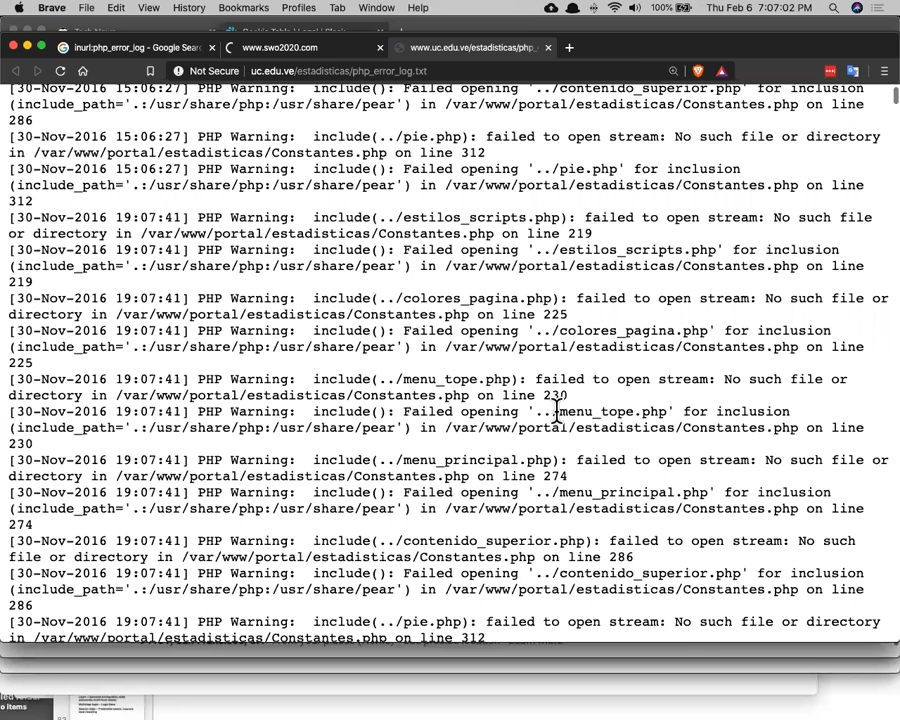 Brave File Edit View History Bookmarks Profiles Tab Window Help 100% Thu Feb 6 7:07:02 PM
inurl:php_error_log - Google Sear www.swo2020.com www.uc.edu.ve/estadisticas/php_
Not Secure uc.edu.ve/estadisticas/php_error_log.txt
[30-Nov-2016 15:06:27] PHP Warning: include(): Failed opening '../contenido_superior.php' for inclusion
(include_path='.:/usr/share/php:/usr/share/pear') in /var/www/portal/estadisticas/Constantes.php on line
286
[30-Nov-2016 15:06:27] PHP Warning: include(../pie.php): failed to open stream: No such file or directory
in /var/www/portal/estadisticas/Constantes.php on line 312
[30-Nov-2016 15:06:27] PHP Warning: include(): Failed opening '../pie.php' for inclusion
(include_path='.:/usr/share/php:/usr/share/pear') in /var/www/portal/estadisticas/Constantes.php on line
312
[30-Nov-2016 19:07:41] PHP Warning: include(../estilos_scripts.php): failed to open stream: No such file
or directory in /var/www/portal/estadisticas/Constantes.php on line 219
[30-Nov-2016 19:07:41] PHP Warning: include(): Failed opening '../estilos_scripts.php' for inclusion
(include_path='.:/usr/share/php:/usr/share/pear') in /var/www/portal/estadisticas/Constantes.php on line
219
[30-Nov-2016 19:07:41] PHP Warning: include(../colores_pagina.php): failed to open stream: No such file or
directory in /var/www/portal/estadisticas/Constantes.php on line 225
[30-Nov-2016 19:07:41] PHP Warning: include(): Failed opening '../colores_pagina.php' for inclusion
(include_path='.:/usr/share/php:/usr/share/pear') in /var/www/portal/estadisticas/Constantes.php on line
225
[30-Nov-2016 19:07:41] PHP Warning: include(../menu_tope.php): failed to open stream: No such file or
directory in /var/www/portal/estadisticas/Constantes.php on line 230
[30-Nov-2016 19:07:41] PHP Warning: include(): Failed opening '../menu_tope.php' for inclusion
(include_path='.:/usr/share/php:/usr/share/pear') in /var/www/portal/estadisticas/Constantes.php on line
230
[30-Nov-2016 19:07:41] PHP Warning: include(../menu_principal.php): failed to open stream: No such file or
directory in /var/www/portal/estadisticas/Constantes.php on line 274
[30-Nov-2016 19:07:41] PHP Warning: include(): Failed opening '../menu_principal.php' for inclusion
(include_path='.:/usr/share/php:/usr/share/pear') in /var/www/portal/estadisticas/Constantes.php on line
274
[30-Nov-2016 19:07:41] PHP Warning: include(../contenido_superior.php): failed to open stream: No such
file or directory in /var/www/portal/estadisticas/Constantes.php on line 286
[30-Nov-2016 19:07:41] PHP Warning: include(): Failed opening '../contenido_superior.php' for inclusion
(include_path='.:/usr/share/php:/usr/share/pear') in /var/www/portal/estadisticas/Constantes.php on line
286
[30-Nov-2016 19:07:41] PHP Warning: include(../pie.php): failed to open stream: No such file or directory
in /var/www/portal/estadisticas/Constantes.php on line 312
o items